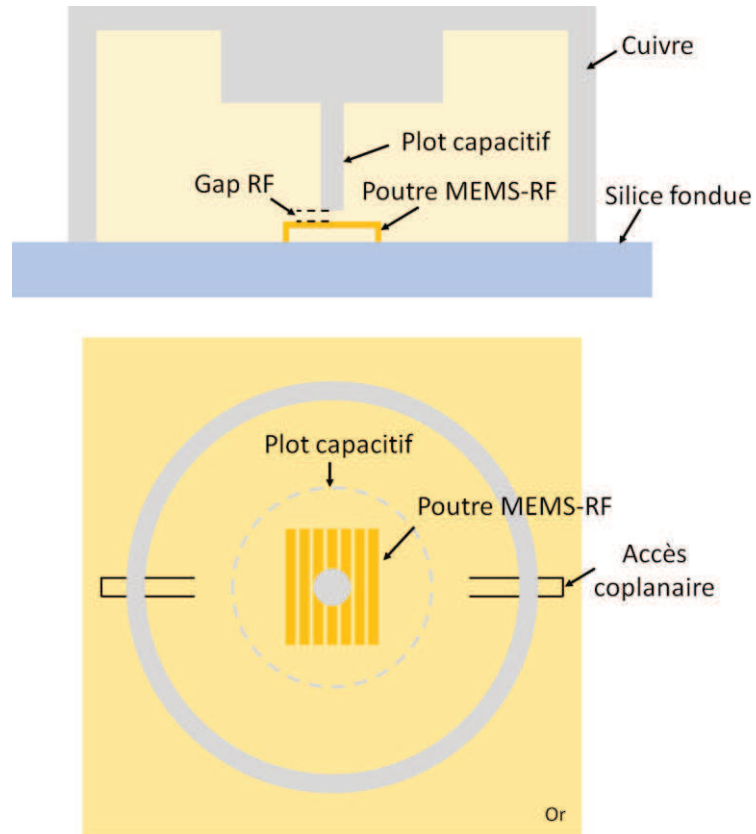 Cuivre
Plot capacitif
Gap RF
Poutre MEMS-RF
Silice fondue
Plot capacitif
Poutre MEMS-RF
Accès
coplanaire
Or